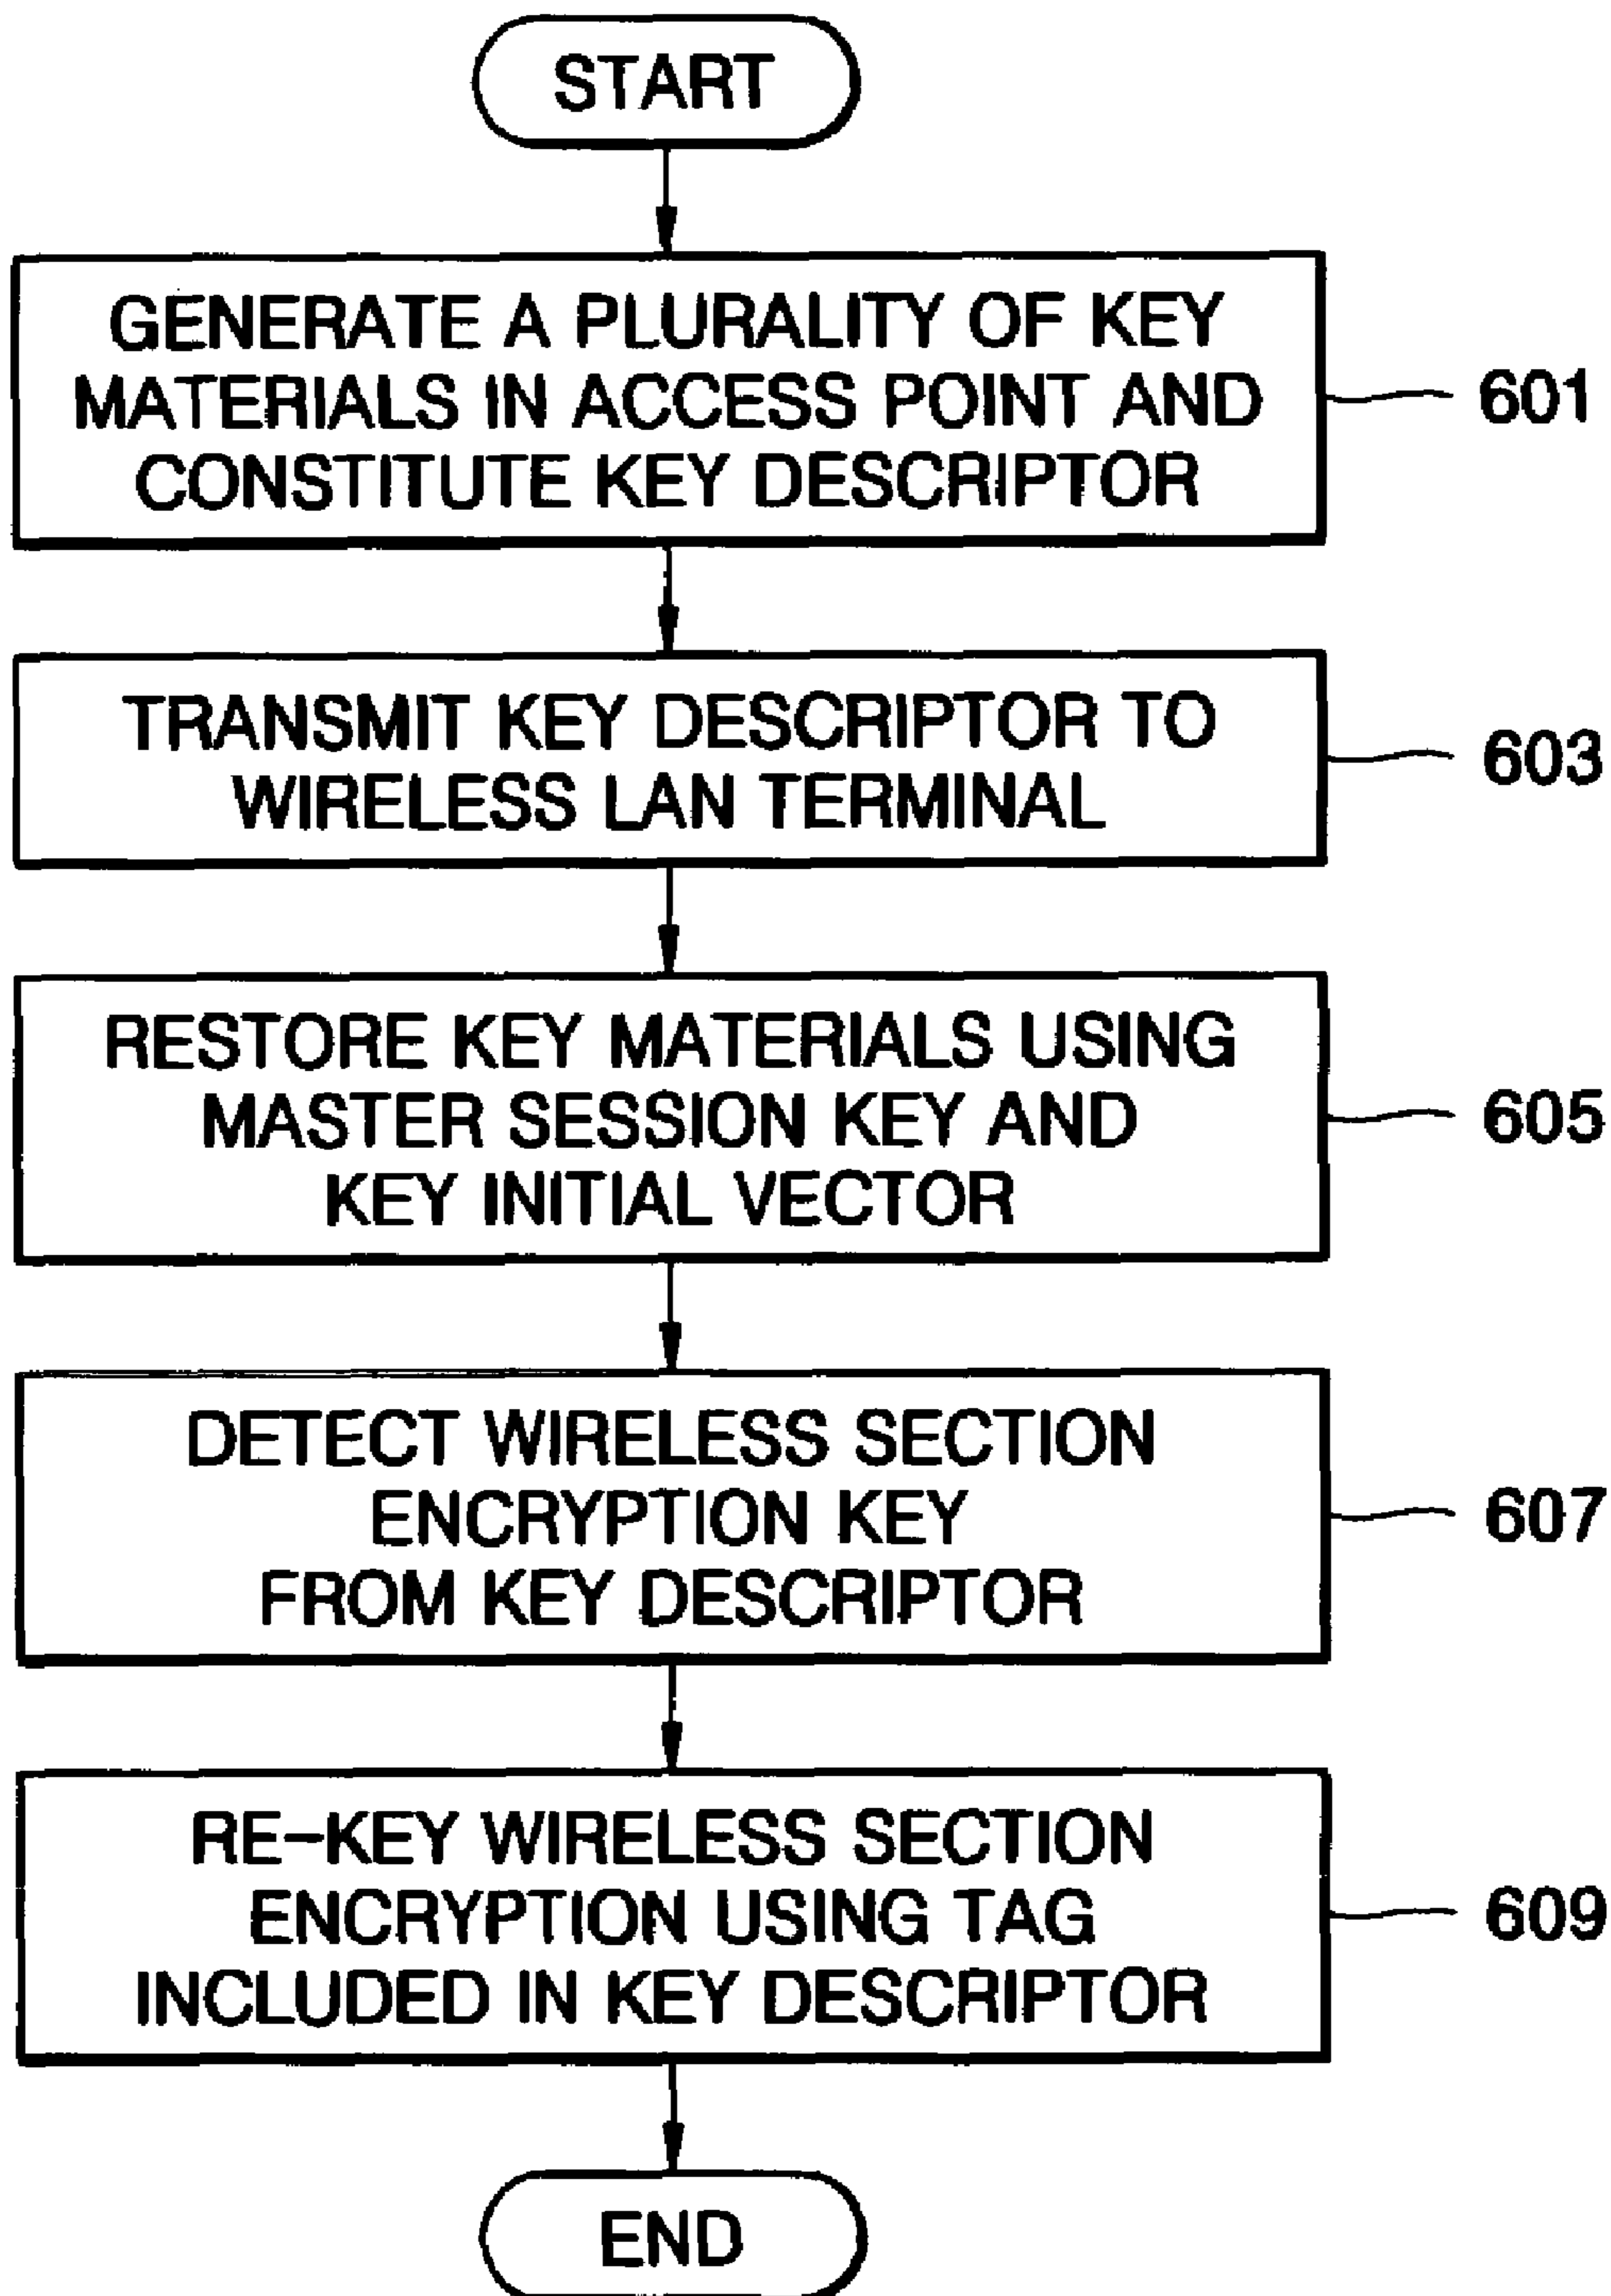 START
GENERATE A PLURALITY OF KEY
MATERIALS IN ACCESS POINT AND
CONSTITUTE KEY DESCRIPTOR
601
TRANSMIT KEY DESCRIPTOR TO
WIRELESS LAN TERMINAL
603
RESTORE KEY MATERIALS USING
MASTER SESSION KEY AND
KEY INITIAL VECTOR
605
DETECT WIRELESS SECTION
ENCRYPTION KEY
FROM KEY DESCRIPTOR
607
RE-KEY WIRELESS SECTION
ENCRYPTION USING TAG
INCLUDED IN KEY DESCRIPTOR
609
END